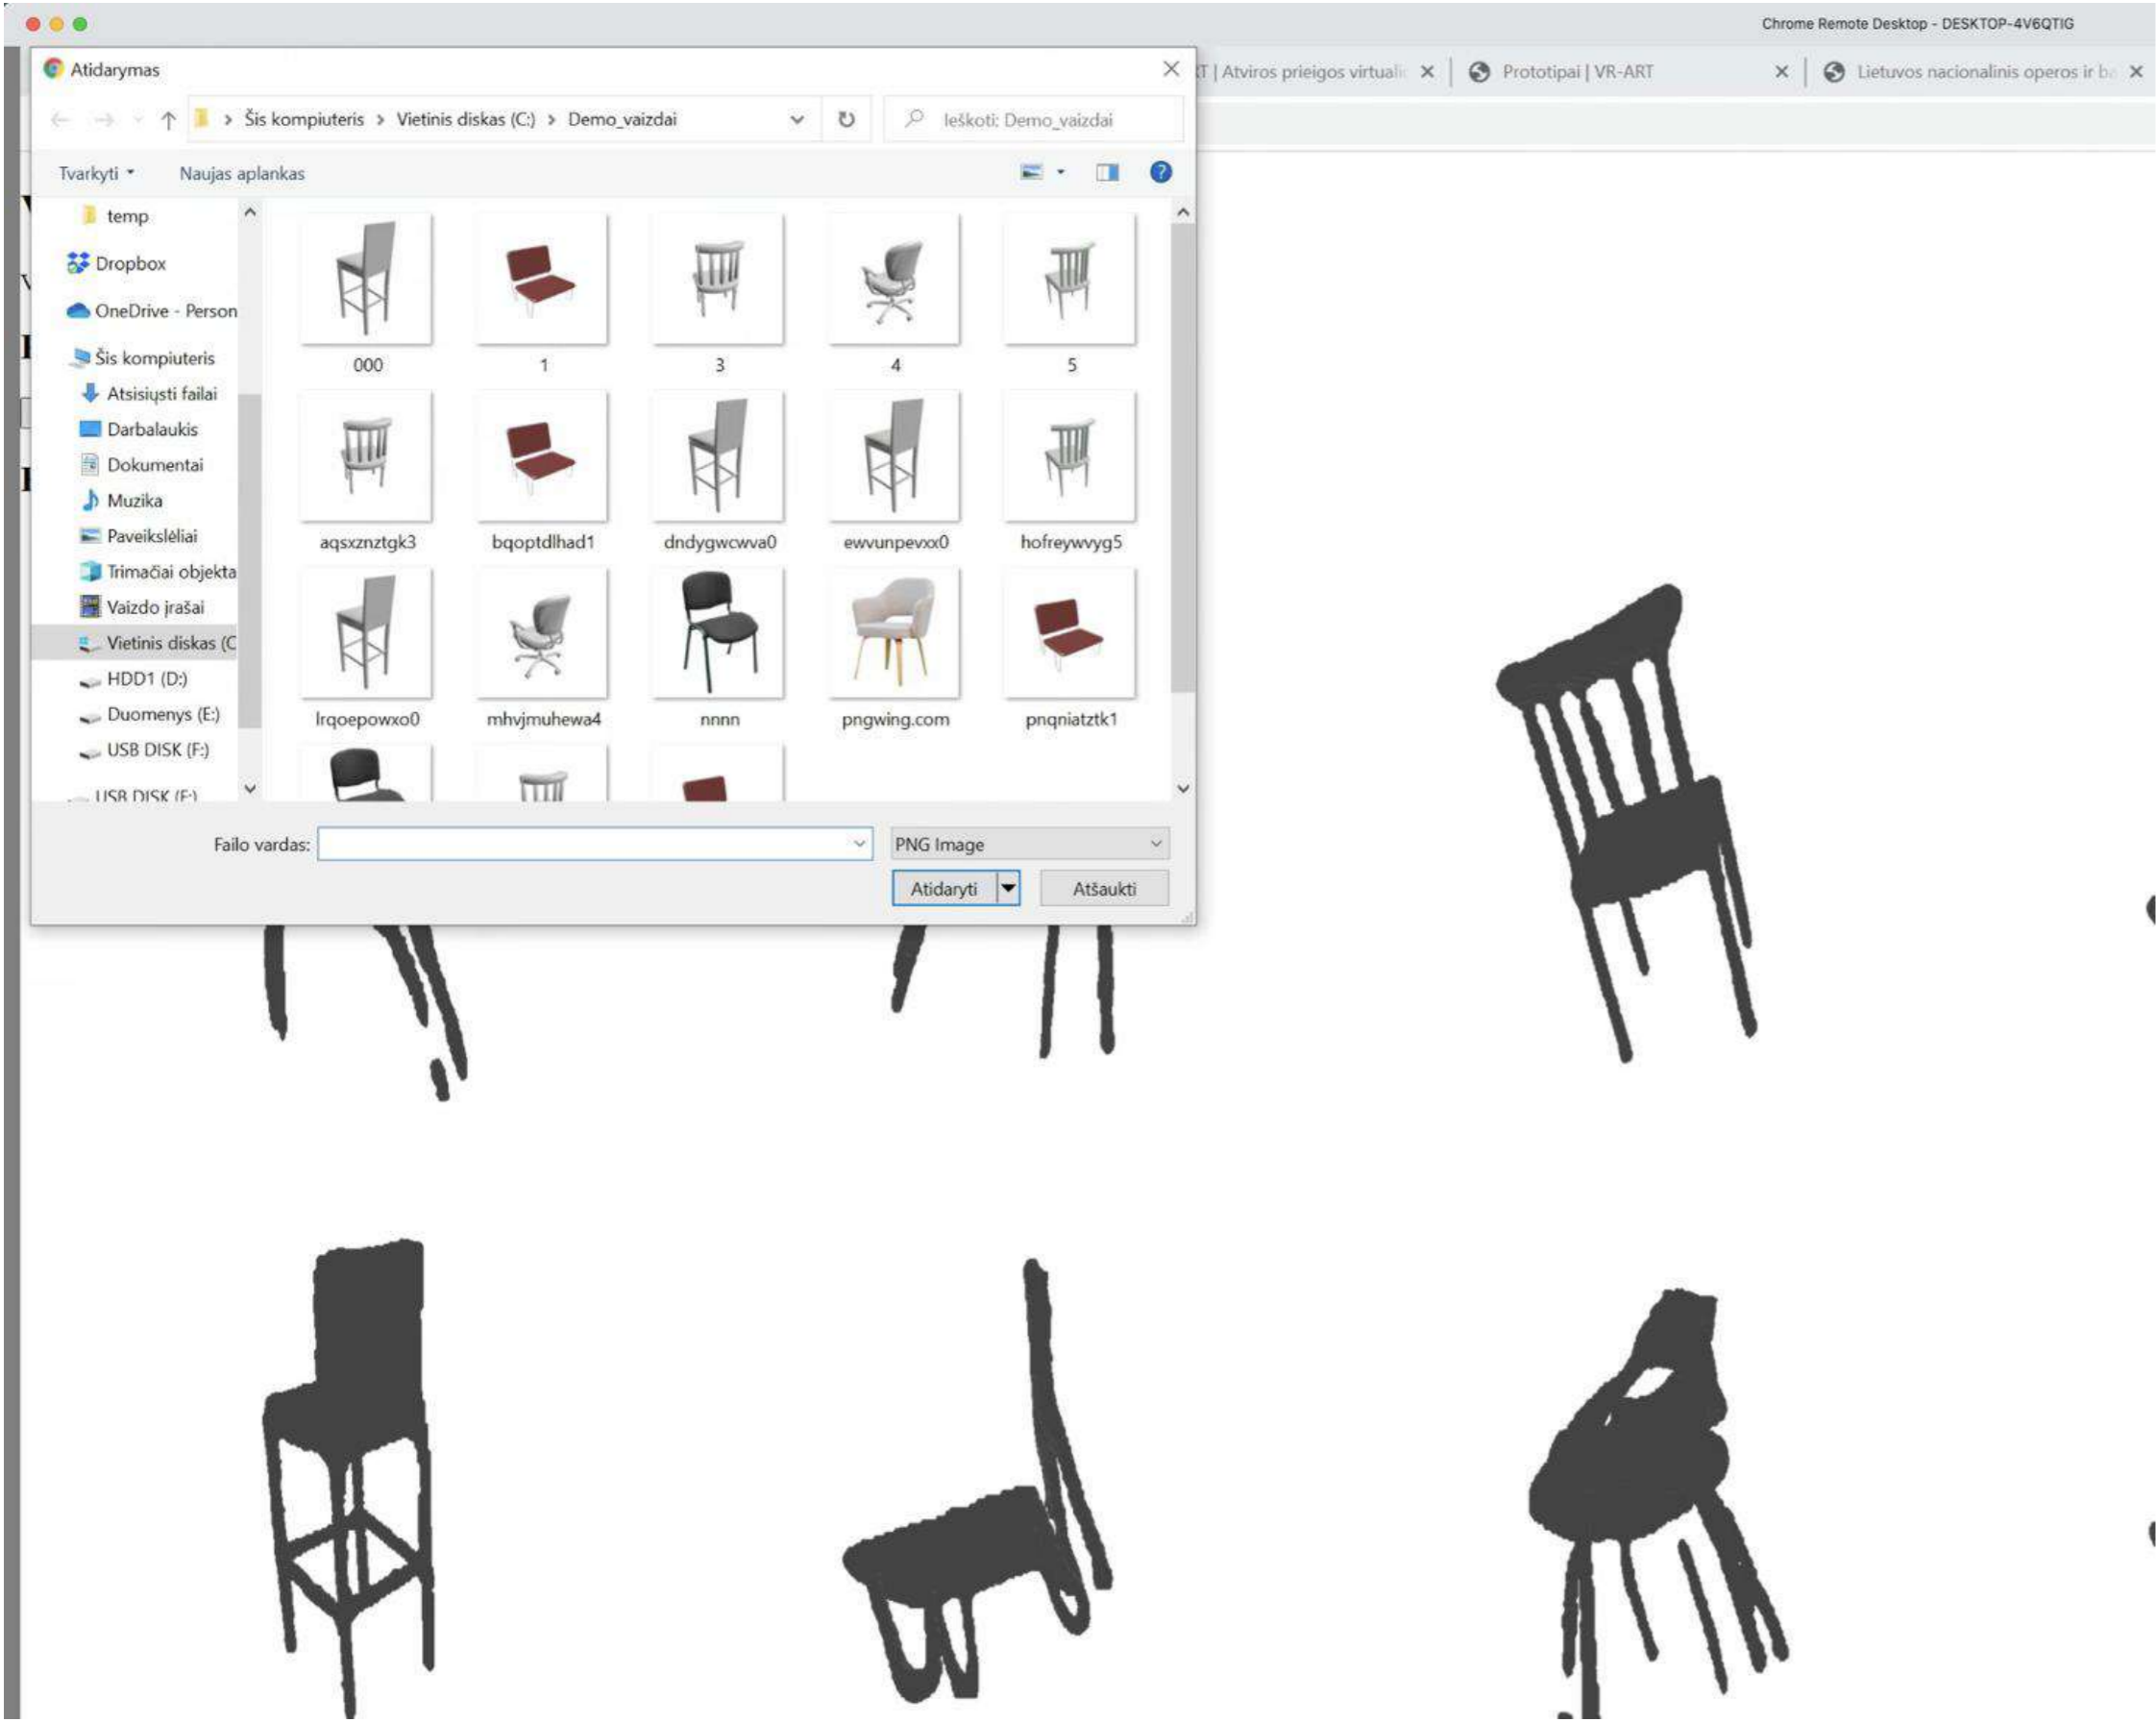 Chrome Remote Desktop - DESKTOP-4V6QTIG
Atidarymas
T | Atviros prieigos virtuali
Prototipai | VR-ART
Lietuvos nacionalinis operos ir ba
Šis kompiuteris > Vietinis diskas (C:) > Demo_vaizdai
Ieškoti: Demo_vaizdai
Tvarkyti
Naujas aplankas
temp
Dropbox
OneDrive - Person
Šis kompiuteris
Atsisiųsti failai
Darbalaukis
Dokumentai
Muzika
Paveikslėliai
Trimačiai objekta
Vaizdo įrašai
Vietinis diskas (C
HDD1 (D:)
Duomenys (E:)
USB DISK (F:)
USB DISK (F:)
000
1
3
4
5
aqsxznztgk3
bqoptdlhad1
dndygwcwva0
ewvunpevxx0
hofreywvyg5
lrqoepowxo0
mhvjmuhewa4
nnnn
pngwing.com
pnqniatztk1
Failo vardas:
PNG Image
Atidaryti
Atšaukti